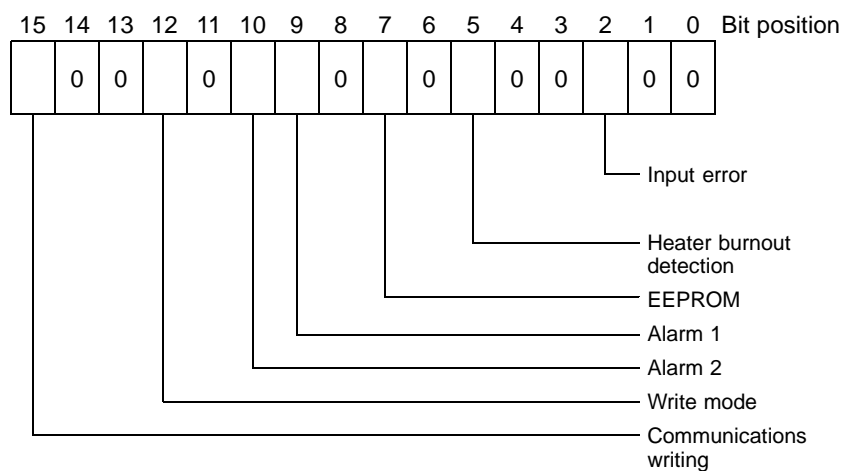 15 14 13 12 11 10 9 8 7 6 5 4 3 2 1 0 Bit position
0 0 0 0 0 0 0 0 0
Input error
Heater burnout
detection
EEPROM
Alarm 1
Alarm 2
Write mode
Communications
writing